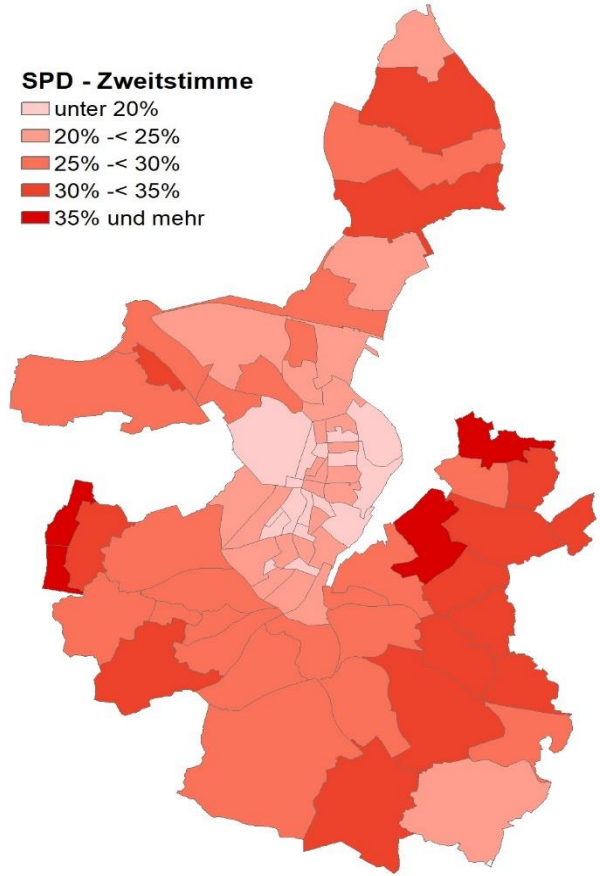 SPD - Zweitstimme
unter 20%
20% -< 25%
25% -< 30%
30% -< 35%
35% und mehr